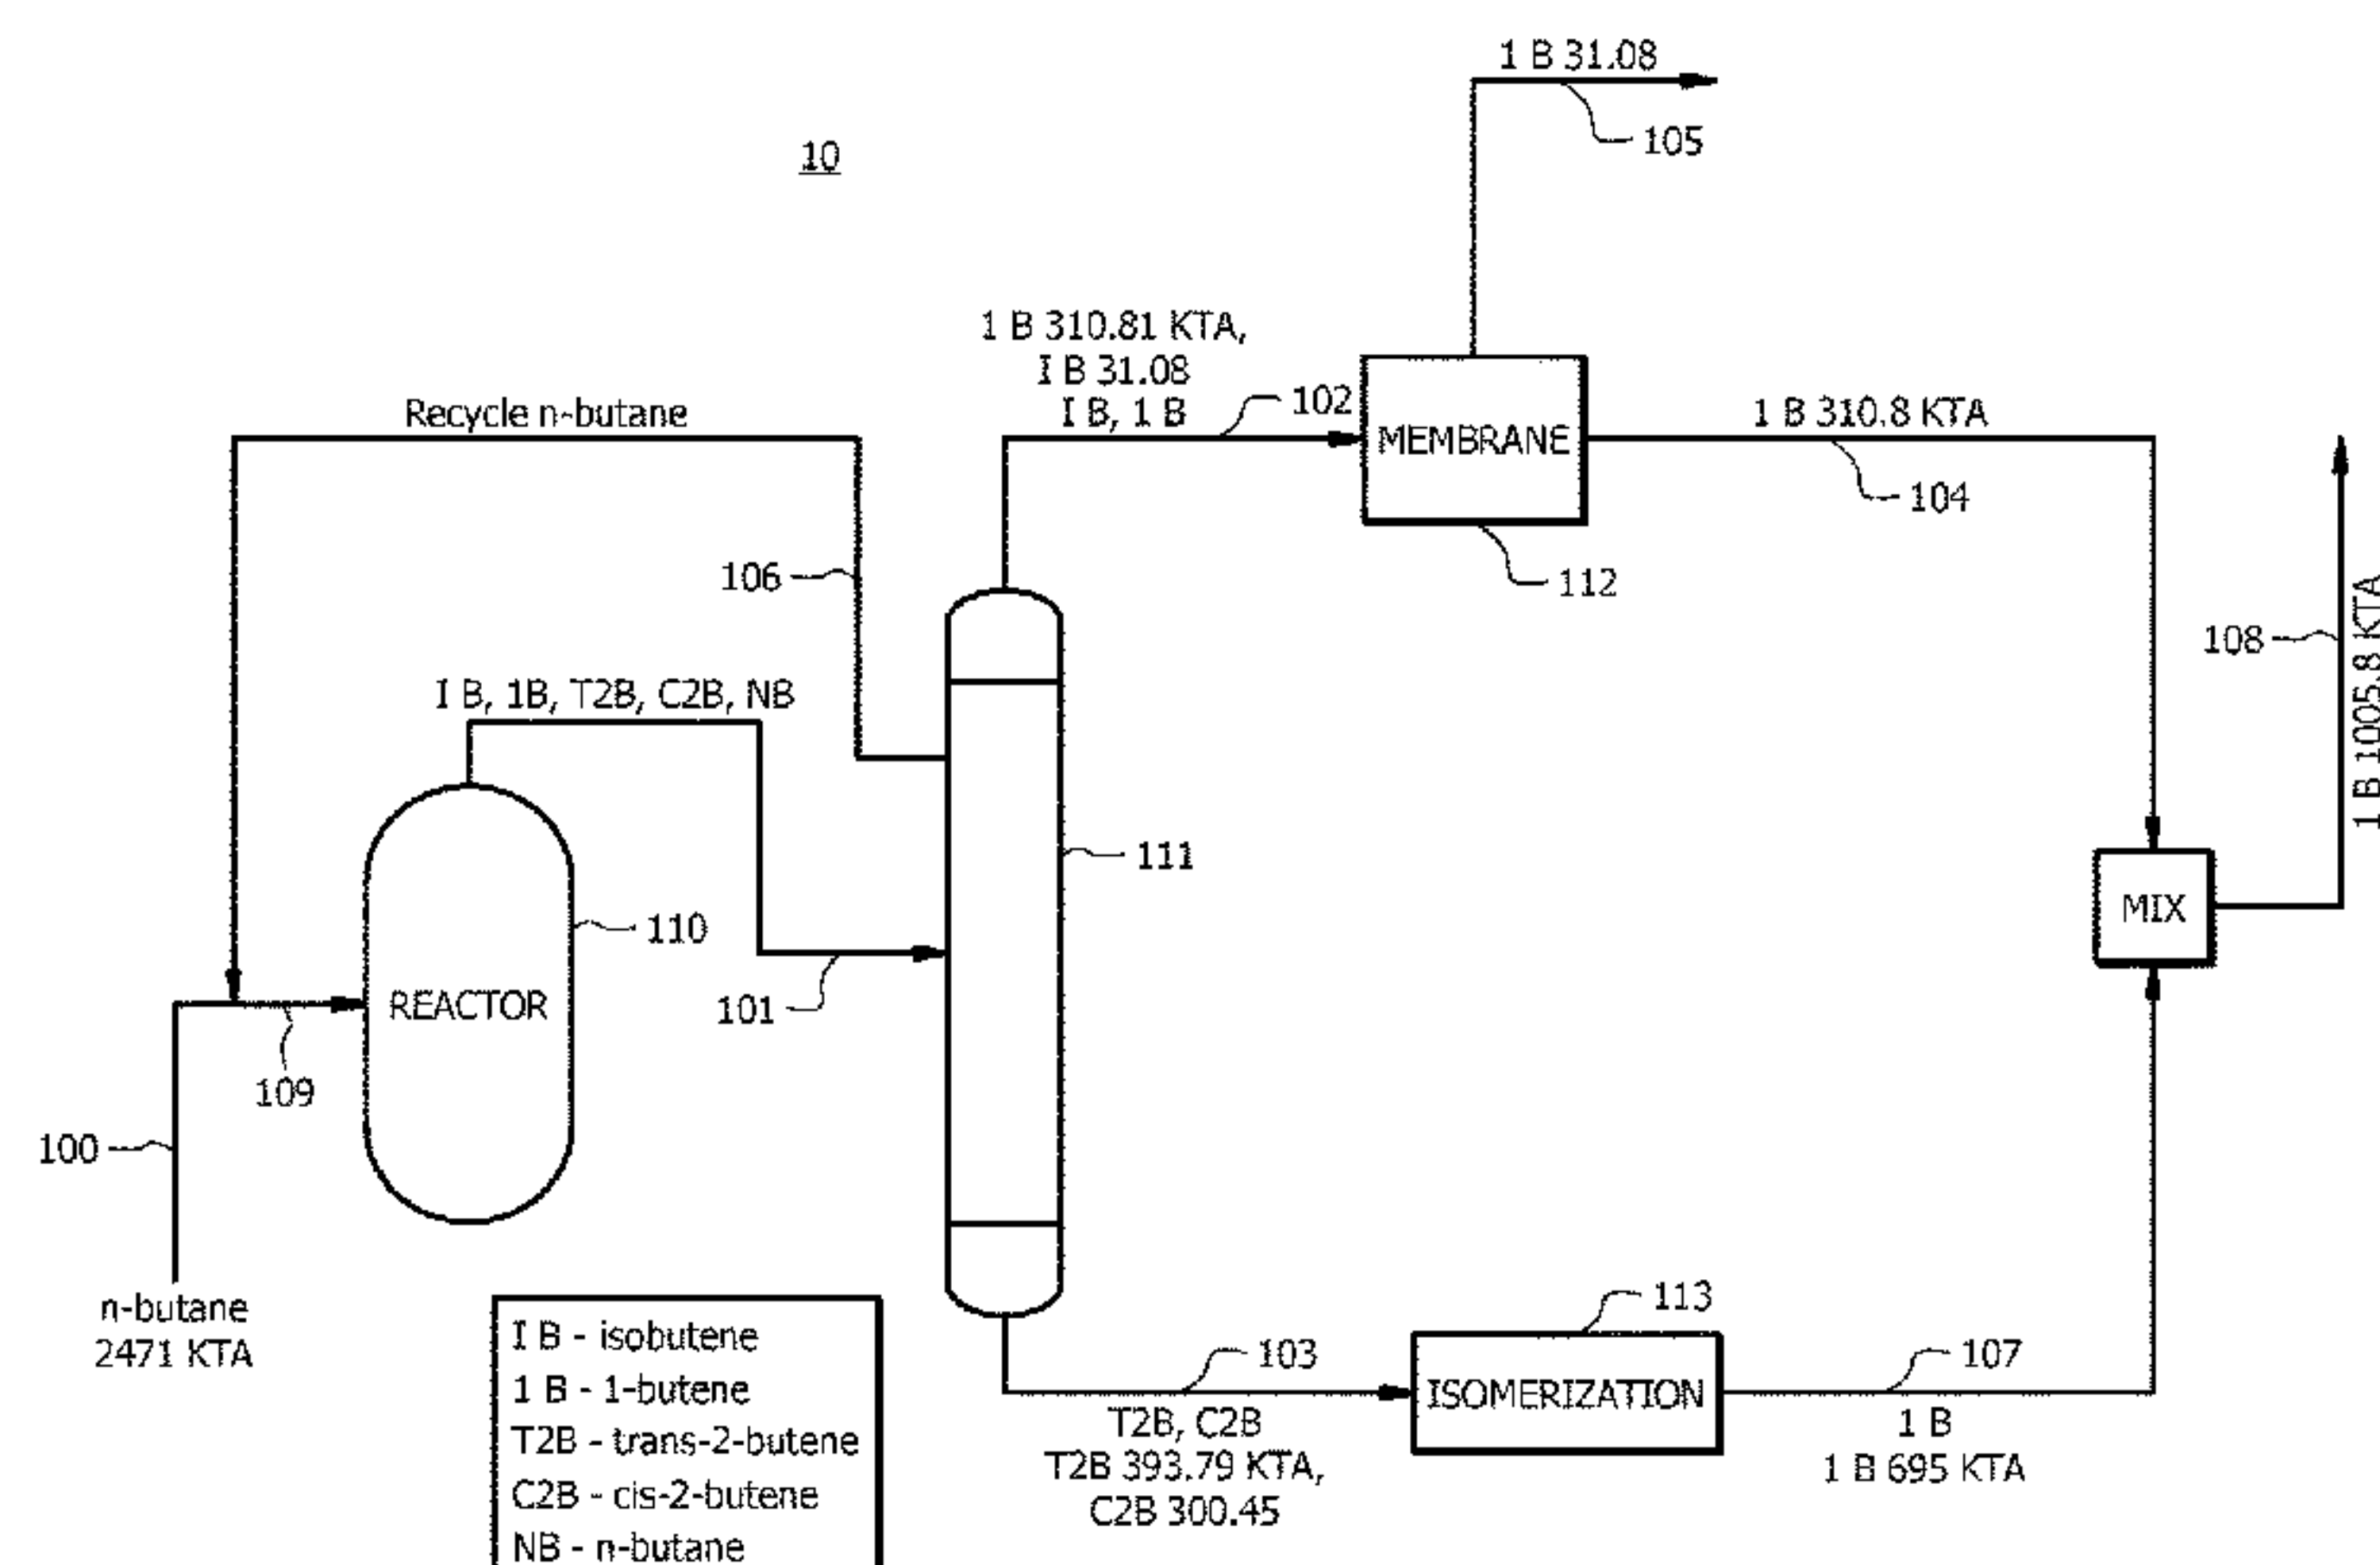 1 B 31.08
105
10
1 B 310.81 KTA,
I B 31.08
I B, 1 B
102
Recycle n-butane
MEMBRANE
1 B 310.8 KTA
104
106
112
108
1 B 1005.8 KTA
I B, 1B, T2B, C2B, NB
111
MIX
110
REACTOR
101
109
100
n-butane
2471 KTA
113
103
107
ISOMERIZATION
T2B, C2B
T2B 393.79 KTA,
C2B 300.45
1 B
1 B 695 KTA
I B - isobutene
1 B - 1-butene
T2B - trans-2-butene
C2B - cis-2-butene
NB - n-butane